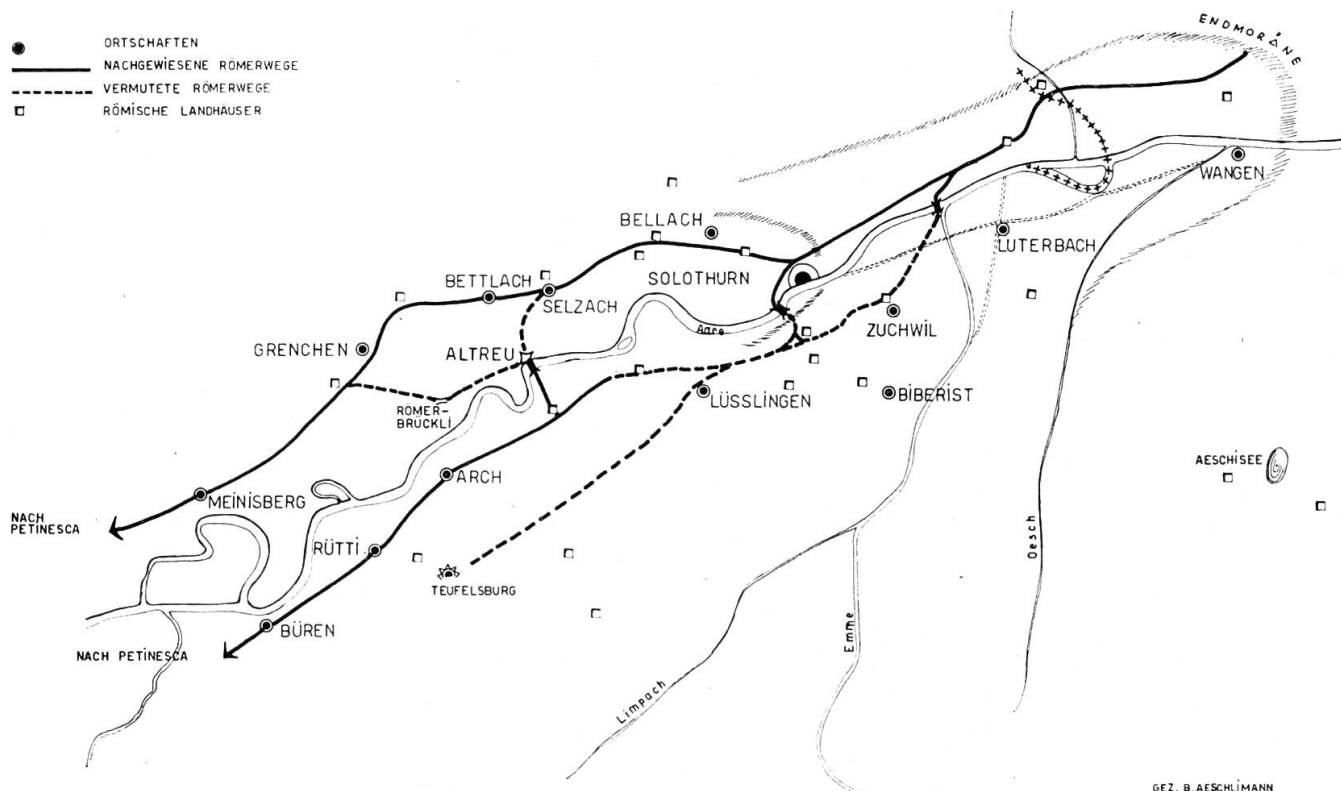 ORTSCHAFTEN
NACHGEWIESENE RÖMERWEGE
VERMUTETE RÖMERWEGE
RÖMISCHE LANDHÄUSER
ENDMORÄNE
WANGEN
BELLACH
LUTERBACH
SOLOTHURN
BETTLACH
SELZACH
ZUCHWIL
Aare
GRENCHEN
ALTREU
LÜSSLINGEN
BIBERIST
RÖMER-
BRÜCKLI
ARCH
AESCHISEE
MEINISBERG
NACH
PETINESCA
Oesch
RÜTTI
TEUFELSBURG
BÜREN
NACH PETINESCA
Emme
Limpach
GEZ. B. AESCHLIMANN